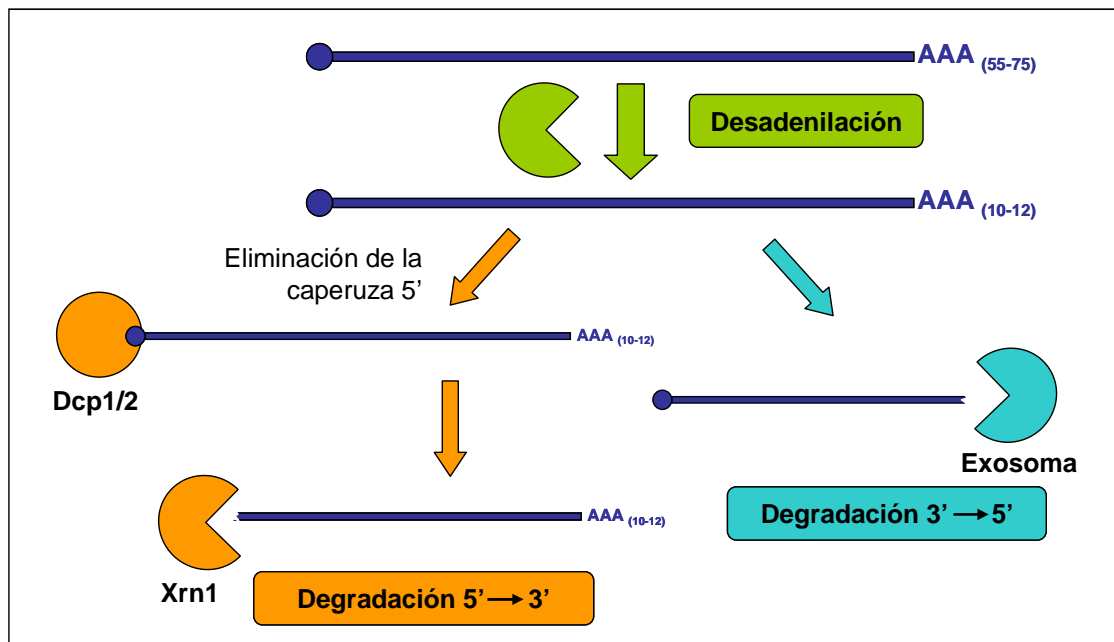 AAA (55-75)
Desadenilación
AAA (10-12)
Eliminación de la
caperuza 5’
AAA (10-12)
Dcp1/2
Exosoma
Degradación 3’→5’
AAA (10-12)
Xrn1
Degradación 5’→3’